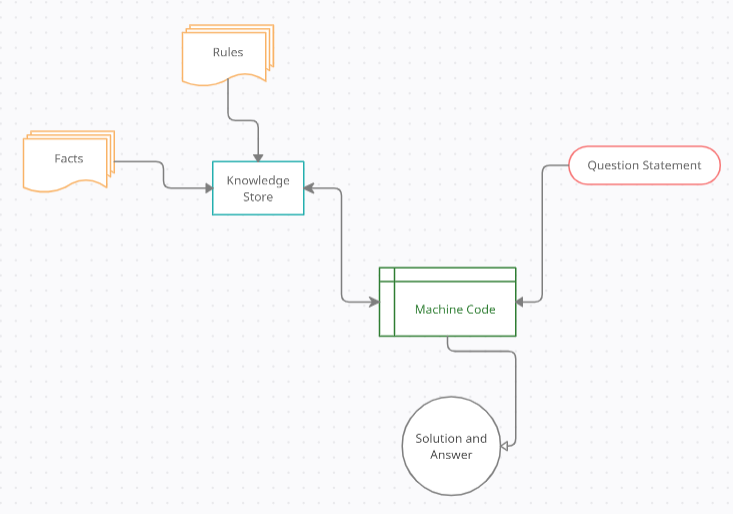 Rules
Facts
Knowledge
Store
Question Statement
Machine Code
Solution and
Answer